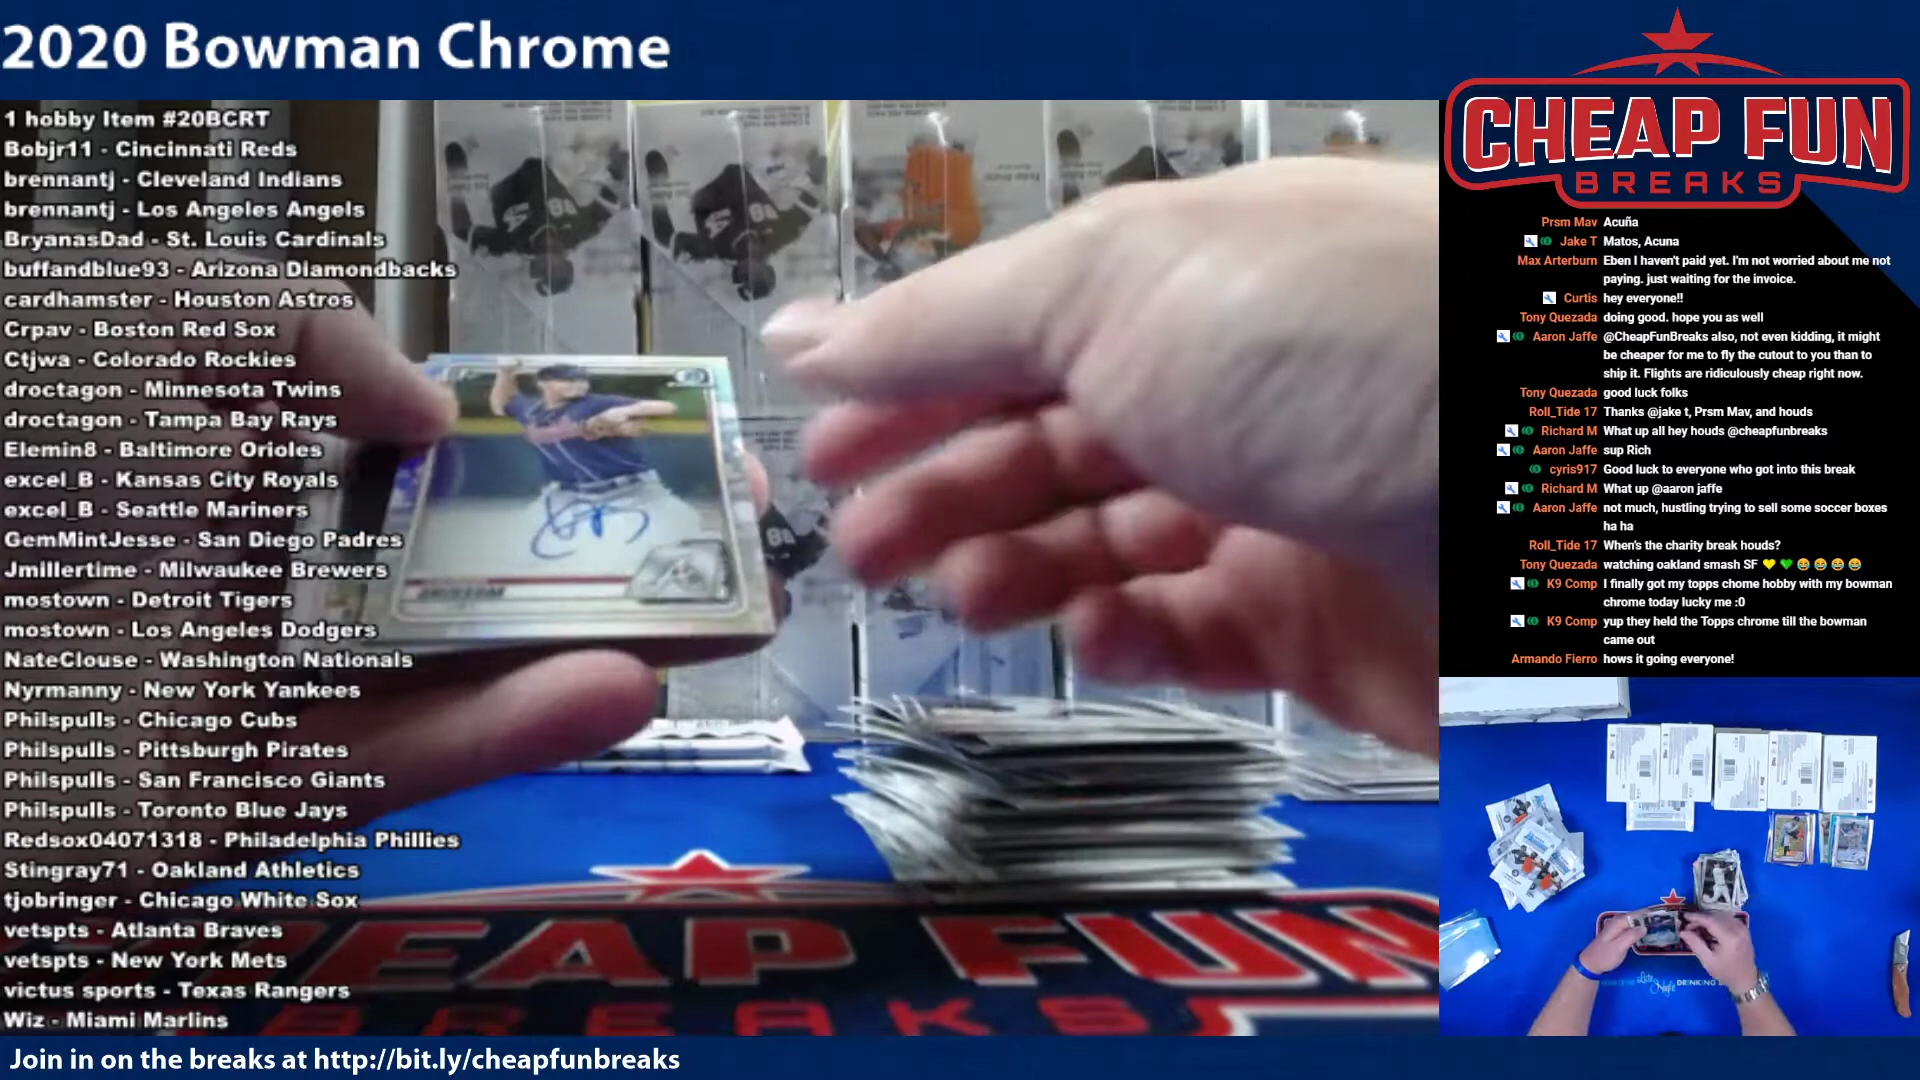 2020 Bowman Chrome
1 hobby Item #20BCRT
Bobjr11 - Cincinnati Reds
brennantj - Cleveland Indians
brennantj - Los Angeles Angels
BryanasDad - St. Louis Cardinals
buffandblue93 - Arizona Diamondbacks
cardhamster - Houston Astros
Crpav - Boston Red Sox
Ctjwa - Colorado Rockies
droctagon - Minnesota Twins
droctagon - Tampa Bay Rays
Elemin8 - Baltimore Orioles
excel_B - Kansas City Royals
excel_B - Seattle Mariners
GemMintJesse - San Diego Padres
Jmillertime - Milwaukee Brewers
mostown - Detroit Tigers
mostown - Los Angeles Dodgers
NateClouse - Washington Nationals
Nyrmanny - New York Yankees
Philspulls - Chicago Cubs
Philspulls - Pittsburgh Pirates
Philspulls - San Francisco Giants
Philspulls - Toronto Blue Jays
Redsox04071318 - Philadelphia Phillies
Stingray71 - Oakland Athletics
tjobringer - Chicago White Sox
vetspts - Atlanta Braves
vetspts - New York Mets
victus sports - Texas Rangers
Wiz - Miami Marlins
EAP FUN
BREAKS
CHEAP FUN
BREAKS
Prsm Mav Acuña
Jake T Matos, Acuna
Max Arterburn Eben I haven't paid yet. I'm not worried about me not
paying. just waiting for the invoice.
Curtis hey everyone!!
Tony Quezada doing good. hope you as well
Aaron Jaffe @CheapFunBreaks also, not even kidding, it might
be cheaper for me to fly the cutout to you than to
ship it. Flights are ridiculously cheap right now.
Tony Quezada good luck folks
Roll_Tide 17 Thanks @jake t, Prsm Mav, and houds
Richard M What up all hey houds @cheapfunbreaks
Aaron Jaffe sup Rich
cyris917 Good luck to everyone who got into this break
Richard M What up @aaron jaffe
Aaron Jaffe not much, hustling trying to sell some soccer boxes
ha ha
Roll_Tide 17 When's the charity break houds?
Tony Quezada watching oakland smash SF 💛 💚 😂 😂 😂 😂
K9 Comp I finally got my topps chome hobby with my bowman
chrome today lucky me :0
K9 Comp yup they held the Topps chrome till the bowman
came out
Armando Fierro hows it going everyone!
Late Night DRINKING
Join in on the breaks at http://bit.ly/cheapfunbreaks